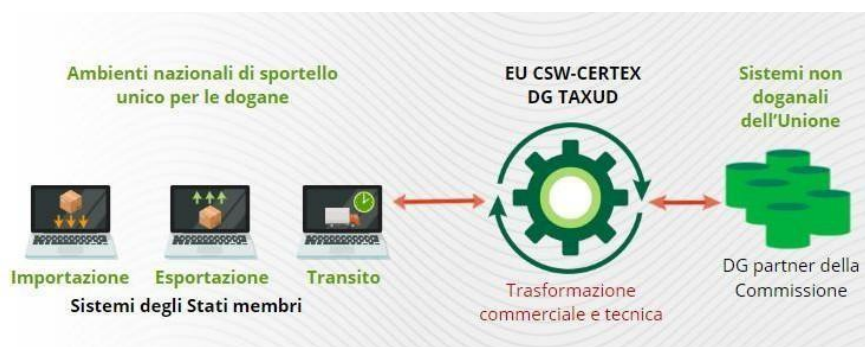 Ambienti nazionali di sportello
unico per le dogane
EU CSW-CERTEX
DG TAXUD
Sistemi non
doganali
dell'Unione
Importazione
Esportazione
Transito
Sistemi degli Stati membri
Trasformazione
commerciale e tecnica
DG partner della
Commissione